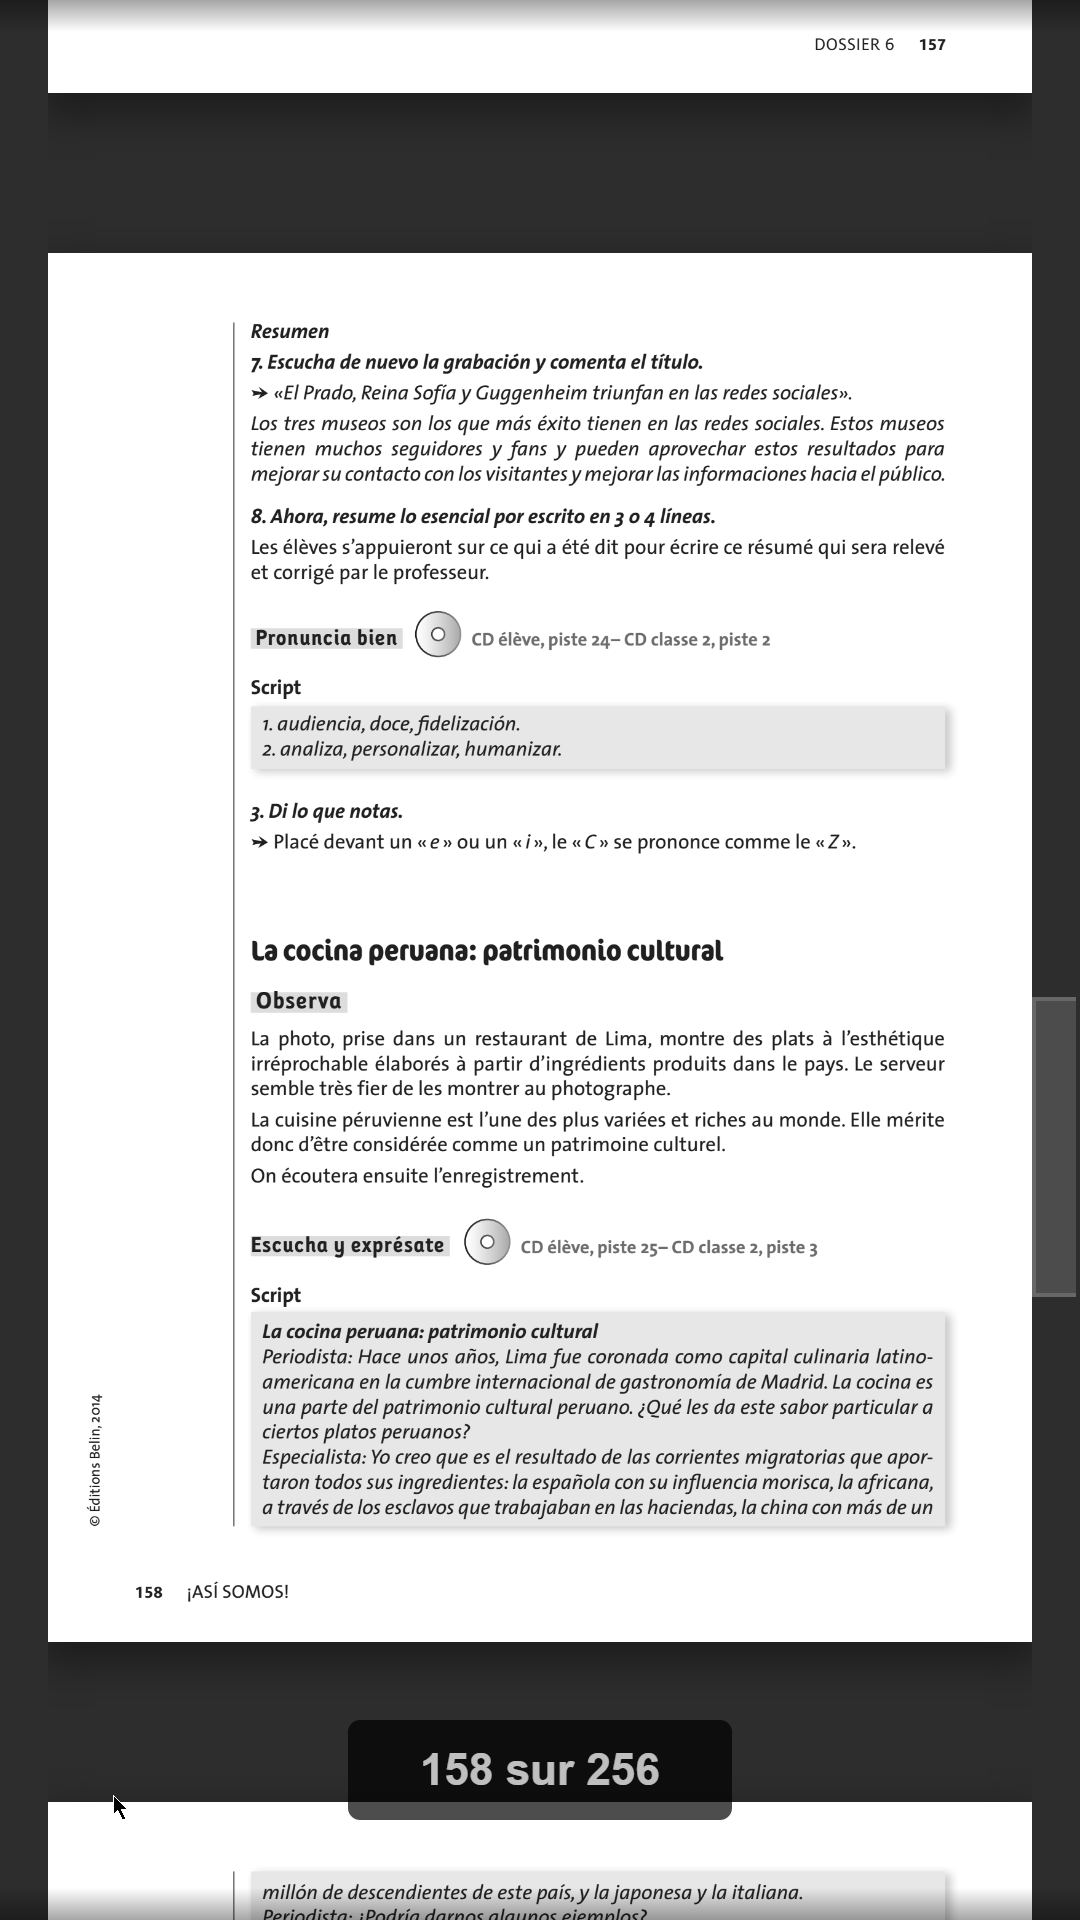 DOSSIER 6 157
Resumen
7. Escucha de nuevo la grabación y comenta el título.
➛ «El Prado, Reina Sofía y Guggenheim triunfan en las redes sociales».
Los tres museos son los que más éxito tienen en las redes sociales. Estos museos
tienen muchos seguidores y fans y pueden aprovechar estos resultados para
mejorar su contacto con los visitantes y mejorar las informaciones hacia el público.
8. Ahora, resume lo esencial por escrito en 3 o 4 líneas.
Les élèves s’appuieront sur ce qui a été dit pour écrire ce résumé qui sera relevé
et corrigé par le professeur.
Pronuncia bien CD élève, piste 24– CD classe 2, piste 2
Script
1. audiencia, doce, fidelización.
2. analiza, personalizar, humanizar.
3. Di lo que notas.
➛ Placé devant un « e » ou un « i », le « C » se prononce comme le « Z ».
La cocina peruana: patrimonio cultural
Observa
La photo, prise dans un restaurant de Lima, montre des plats à l’esthétique
irréprochable élaborés à partir d’ingrédients produits dans le pays. Le serveur
semble très fier de les montrer au photographe.
La cuisine péruvienne est l’une des plus variées et riches au monde. Elle mérite
donc d’être considérée comme un patrimoine culturel.
On écoutera ensuite l’enregistrement.
Escucha y exprésate CD élève, piste 25– CD classe 2, piste 3
Script
La cocina peruana: patrimonio cultural
Periodista: Hace unos años, Lima fue coronada como capital culinaria latino-
americana en la cumbre internacional de gastronomía de Madrid. La cocina es
una parte del patrimonio cultural peruano. ¿Qué les da este sabor particular a
ciertos platos peruanos?
Especialista: Yo creo que es el resultado de las corrientes migratorias que apor-
taron todos sus ingredientes: la española con su influencia morisca, la africana,
a través de los esclavos que trabajaban en las haciendas, la china con más de un
© Éditions Belin, 2014
158 ¡ASÍ SOMOS!
158 sur 256
millón de descendientes de este país, y la japonesa y la italiana.
Periodista: ¿Podría darnos algunos ejemplos?